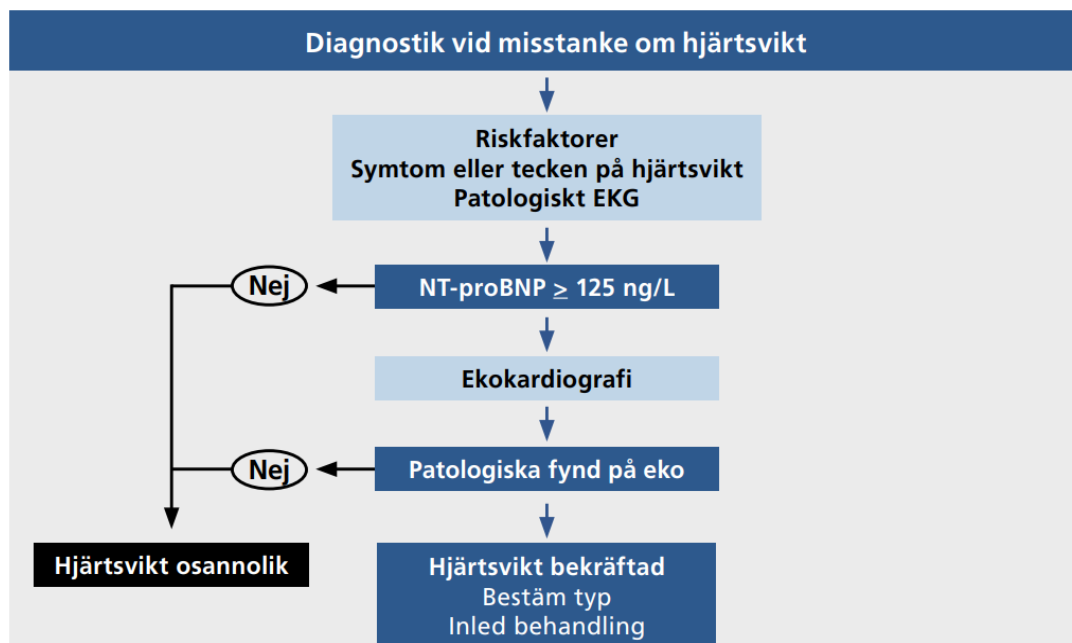 Diagnostik vid misstanke om hjärtsvikt
Riskfaktorer
Symtom eller tecken på hjärtsvikt
Patologiskt EKG
Nej
NT-proBNP ≥ 125 ng/L
Ekokardiografi
Nej
Patologiska fynd på eko
Hjärtsvikt osannolik
Hjärtsvikt bekräftad
Bestäm typ
Inled behandling